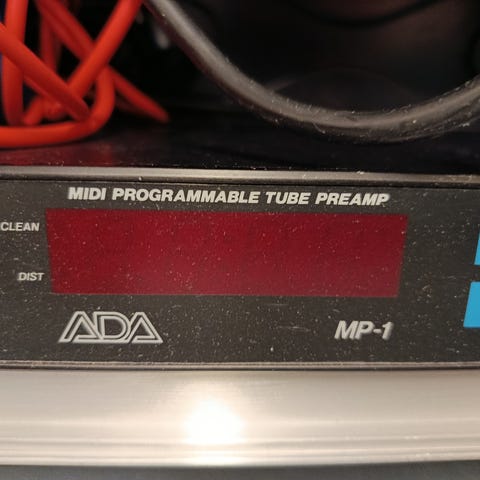 MIDI PROGRAMMABLE TUBE PREAMP
CLEAN
DIST
ADA
MP-1